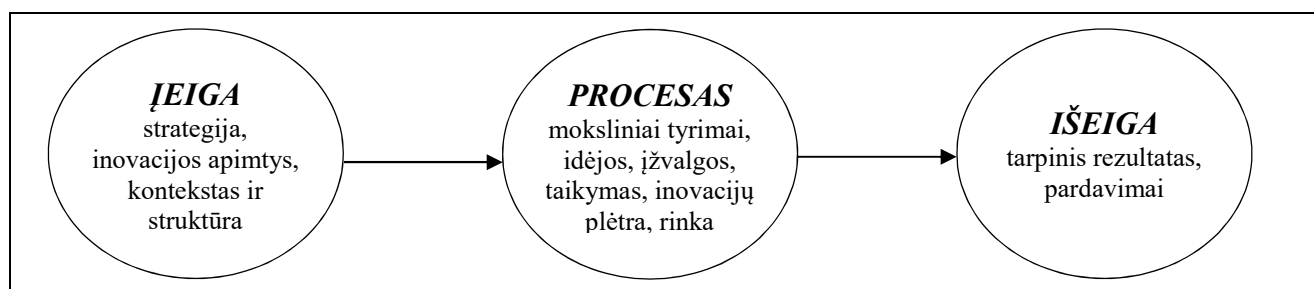 ĮEIGA
strategija,
inovacijos apimtys,
kontekstas ir
struktūra
PROCESAS
moksliniai tyrimai,
idėjos, įžvalgos,
taikymas, inovacijų
plėtra, rinka
IŠEIGA
tarpinis rezultatas,
pardavimai